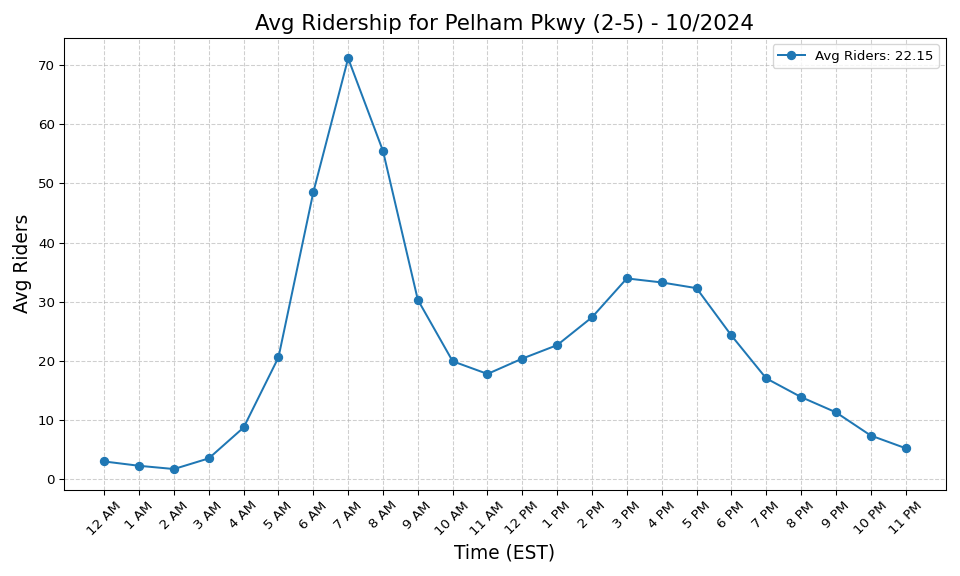 Avg Ridership for Pelham Pkwy (2-5) - 10/2024
Avg Riders: 22.15
Avg Riders
70
60
50
40
30
20
10
0
12 AM
1 AM
2 AM
3 AM
4 AM
5 AM
6 AM
7 AM
8 AM
9 AM
10 AM
11 AM
12 PM
1 PM
2 PM
3 PM
4 PM
5 PM
6 PM
7 PM
8 PM
9 PM
10 PM
11 PM
Time (EST)